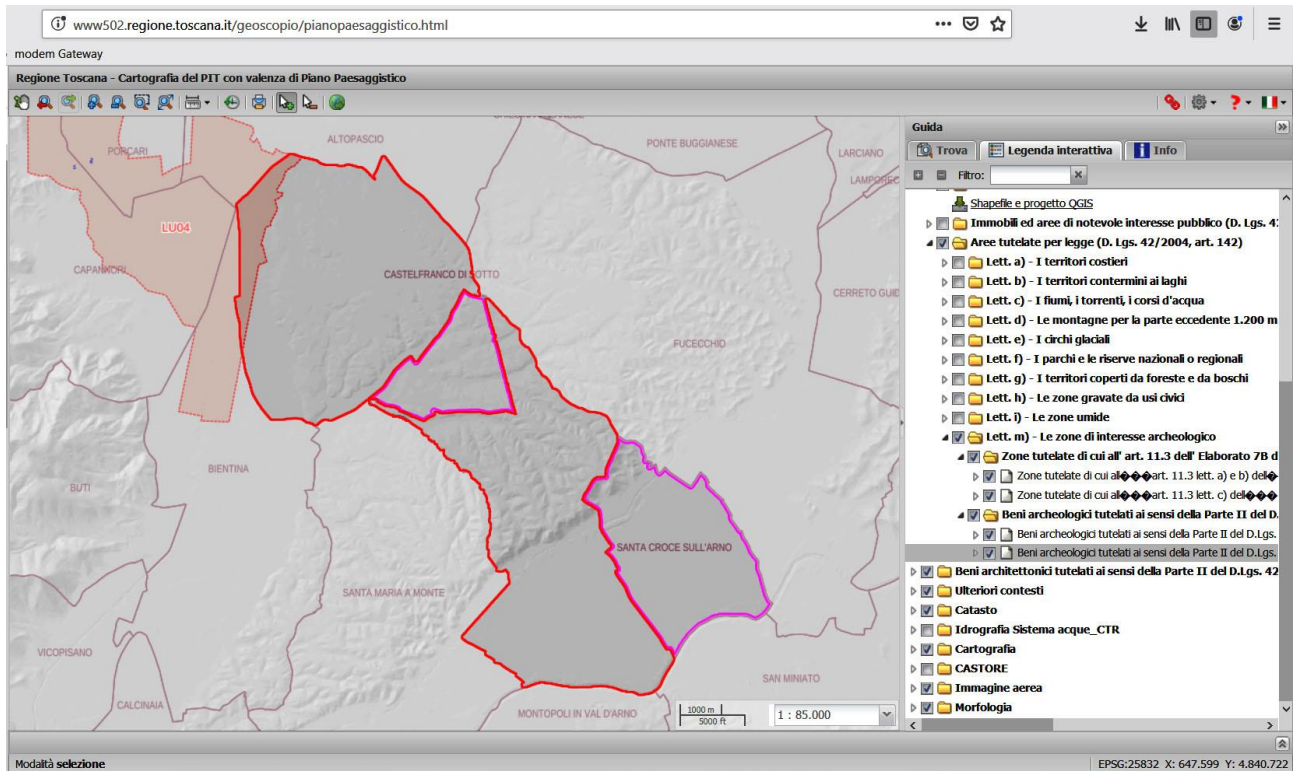 www502.regione.toscana.it/geoscopio/pianopaesaggistico.html
modem Gateway
Regione Toscana - Cartografia del PIT con valenza di Piano Paesaggistico
Guida
Trova Legenda interattiva Info
Filtro:
Shapefile e progetto QGIS
Immobili ed aree di notevole interesse pubblico (D. Lgs. 4
Aree tutelate per legge (D. Lgs. 42/2004, art. 142)
Lett. a) - I territori costieri
Lett. b) - I territori contermini ai laghi
Lett. c) - I fiumi, i torrenti, i corsi d'acqua
Lett. d) - Le montagne per la parte eccedente 1.200 m
Lett. e) - I circhi glaciali
Lett. f) - I parchi e le riserve nazionali o regionali
Lett. g) - I territori coperti da foreste e da boschi
Lett. h) - Le zone gravate da usi civici
Lett. i) - Le zone umide
Lett. m) - Le zone di interesse archeologico
Zone tutelate di cui all' art. 11.3 dell' Elaborato 7B d
Zone tutelate di cui al���art. 11.3 lett. a) e b) del�
Zone tutelate di cui al���art. 11.3 lett. c) del���
Beni archeologici tutelati ai sensi della Parte II del D.
Beni archeologici tutelati ai sensi della Parte II del D.Lgs.
Beni archeologici tutelati ai sensi della Parte II del D.Lgs.
Beni architettonici tutelati ai sensi della Parte II del D.Lgs. 42
Ulteriori contesti
Catasto
Idrografia Sistema acque_CTR
Cartografia
CASTORE
Immagine aerea
Morfologia
ALTOPASCIO
PONTE BUGGIANESE
PORCARI
LARCIANO
LAMPOREC
LU04
CAPANNORI
CASTELFRANCO DI SOTTO
CERRETO GUID
FUCECCHIO
BIENTINA
BUTI
SANTA CROCE SULL'ARNO
SANTA MARIA A MONTE
VICOPISANO
SAN MINIATO
CALCINAIA
MONTOPOLI IN VAL D'ARNO
1000 m
5000 ft
1 : 85.000
Modalità selezione
EPSG:25832 X: 647.599 Y: 4.840.722